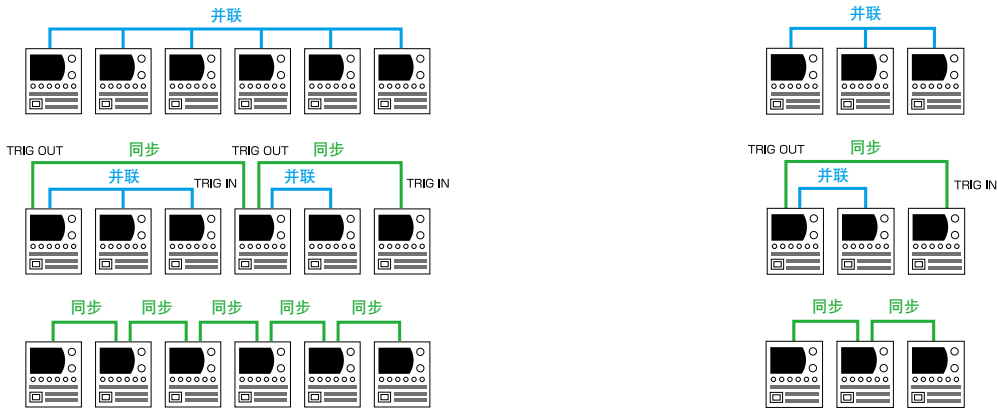 并联
并联
TRIG OUT 同步 TRIG OUT 同步
并联 TRIG IN 并联 TRIG IN
TRIG OUT 同步
并联 TRIG IN
同步 同步 同步 同步 同步
同步 同步